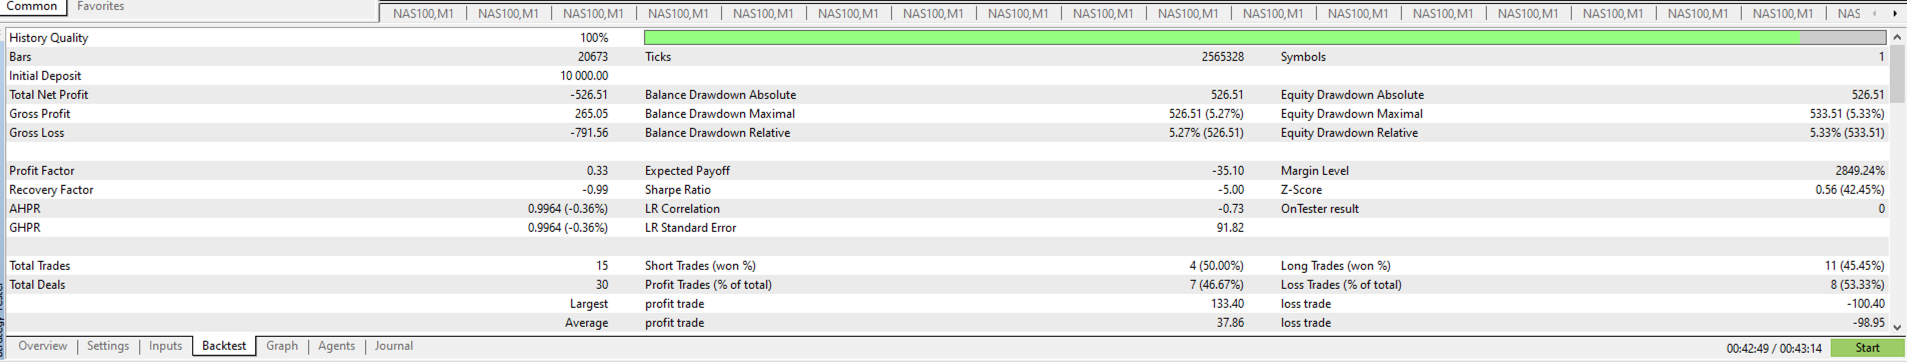 Common Favorites
NAS100,M1 NAS100,M1 NAS100,M1 NAS100,M1 NAS100,M1 NAS100,M1 NAS100,M1 NAS100,M1 NAS100,M1 NAS100,M1 NAS100,M1 NAS100,M1 NAS100,M1 NAS100,M1 NAS100,M1 NAS100,M1 NAS100,M1 NAS
History Quality 100%
Bars 20673 Ticks 2565328 Symbols 1
Initial Deposit 10 000.00
Total Net Profit -526.51 Balance Drawdown Absolute 526.51 Equity Drawdown Absolute 526.51
Gross Profit 265.05 Balance Drawdown Maximal 526.51 (5.27%) Equity Drawdown Maximal 533.51 (5.33%)
Gross Loss -791.56 Balance Drawdown Relative 5.27% (526.51) Equity Drawdown Relative 5.33% (533.51)
Profit Factor 0.33 Expected Payoff -35.10 Margin Level 2849.24%
Recovery Factor -0.99 Sharpe Ratio -5.00 Z-Score 0.56 (42.45%)
AHPR 0.9964 (-0.36%) LR Correlation -0.73 OnTester result 0
GHPR 0.9964 (-0.36%) LR Standard Error 91.82
Total Trades 15 Short Trades (won %) 4 (50.00%) Long Trades (won %) 11 (45.45%)
Total Deals 30 Profit Trades (% of total) 7 (46.67%) Loss Trades (% of total) 8 (53.33%)
Largest profit trade 133.40 loss trade -100.40
Average profit trade 37.86 loss trade -98.95
Overview Settings Inputs Backtest Graph Agents Journal 00:42:49 / 00:43:14 Start